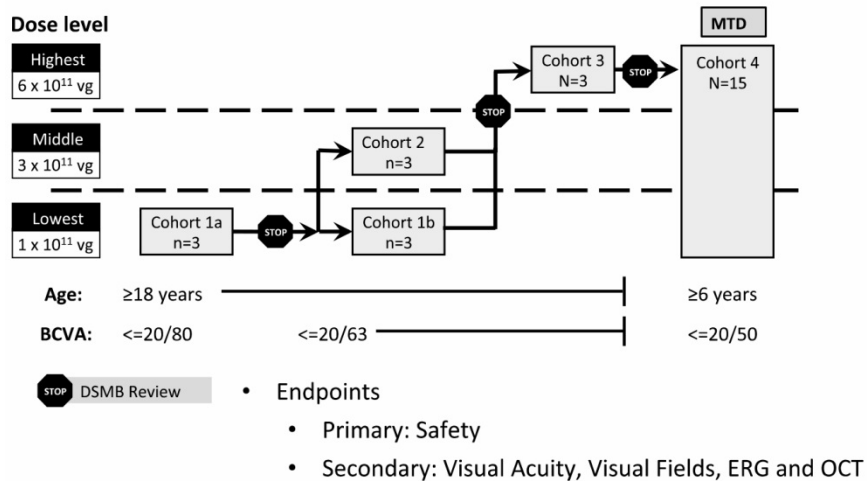 Dose level
MTD
Highest
6 x 10¹¹ vg
Cohort 3
N=3
STOP
Cohort 4
N=15
STOP
Middle
3 x 10¹¹ vg
Cohort 2
n=3
Lowest
1 x 10¹¹ vg
Cohort 1a
n=3
STOP
Cohort 1b
n=3
Age: ≥18 years ≥6 years
BCVA: <=20/80 <=20/63 <=20/50
STOP DSMB Review
• Endpoints
• Primary: Safety
• Secondary: Visual Acuity, Visual Fields, ERG and OCT